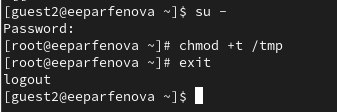 [guest2@eeparfenova ~]$ su -
Password:
[root@eeparfenova ~]# chmod +t /tmp
[root@eeparfenova ~]# exit
logout
[guest2@eeparfenova ~]$